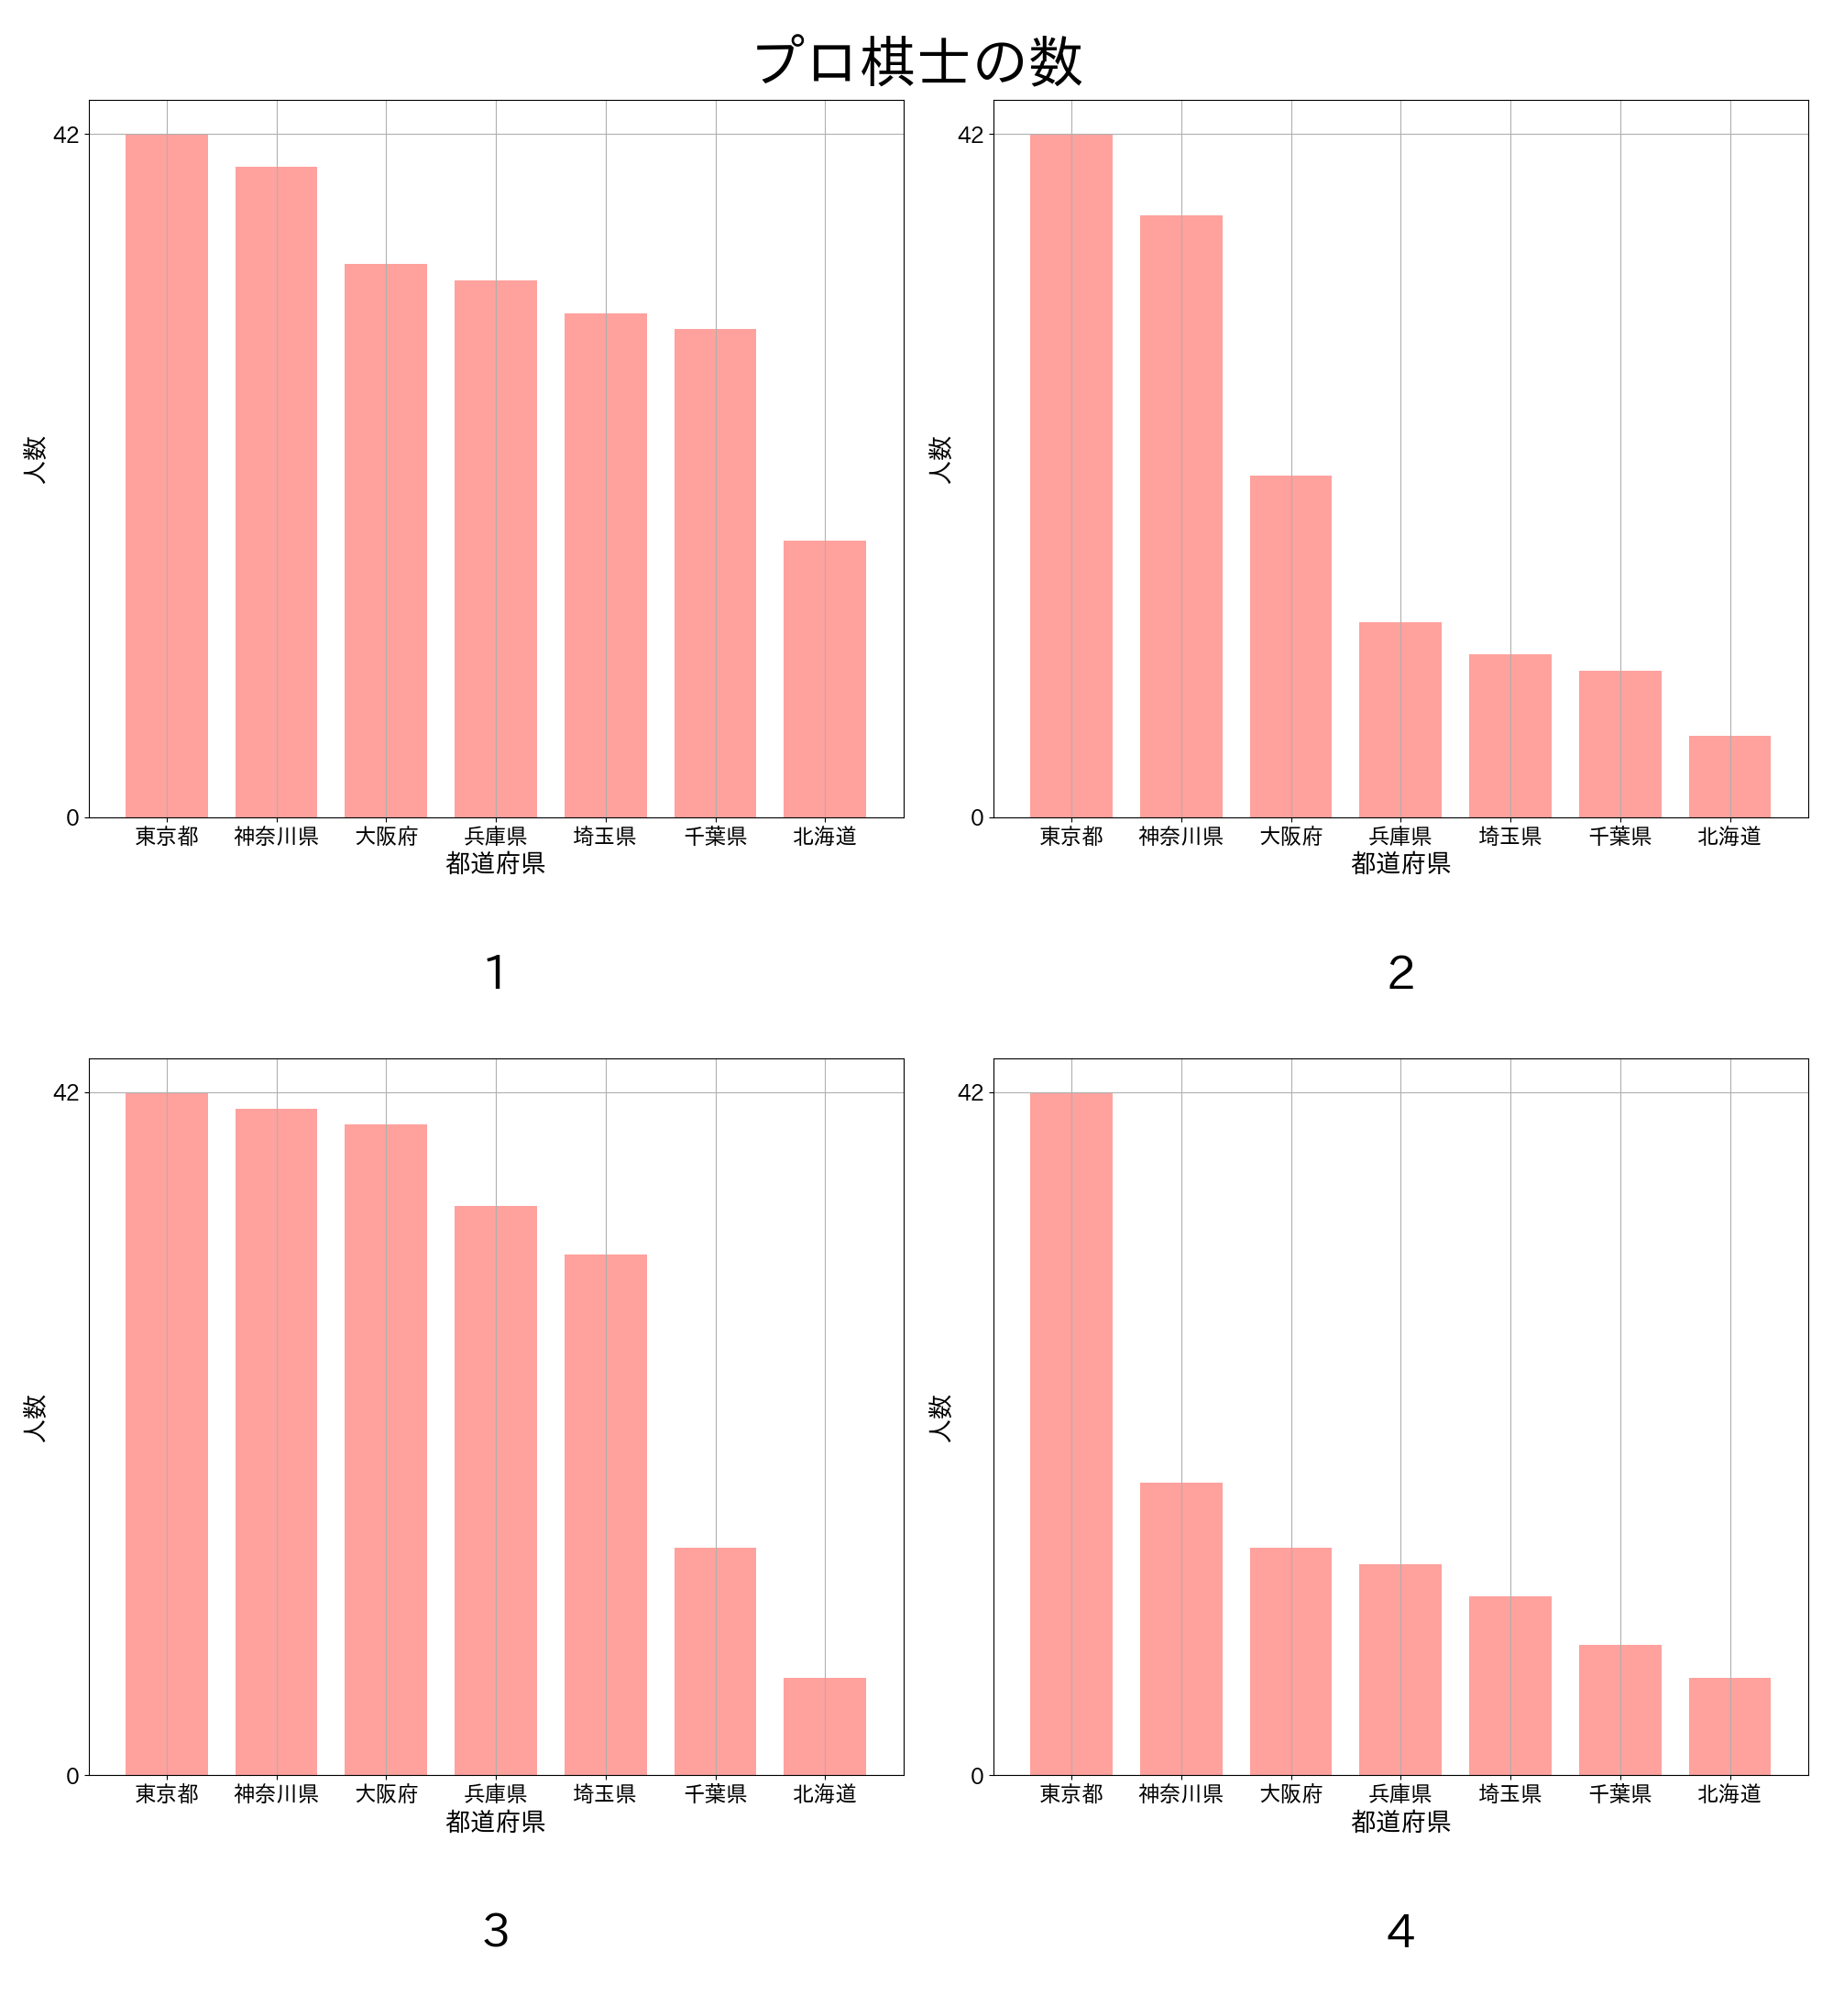 プロ棋士の数
42
人数
0
東京都 神奈川県 大阪府 兵庫県 埼玉県 千葉県 北海道
都道府県
1
42
人数
0
東京都 神奈川県 大阪府 兵庫県 埼玉県 千葉県 北海道
都道府県
2
42
人数
0
東京都 神奈川県 大阪府 兵庫県 埼玉県 千葉県 北海道
都道府県
3
42
人数
0
東京都 神奈川県 大阪府 兵庫県 埼玉県 千葉県 北海道
都道府県
4